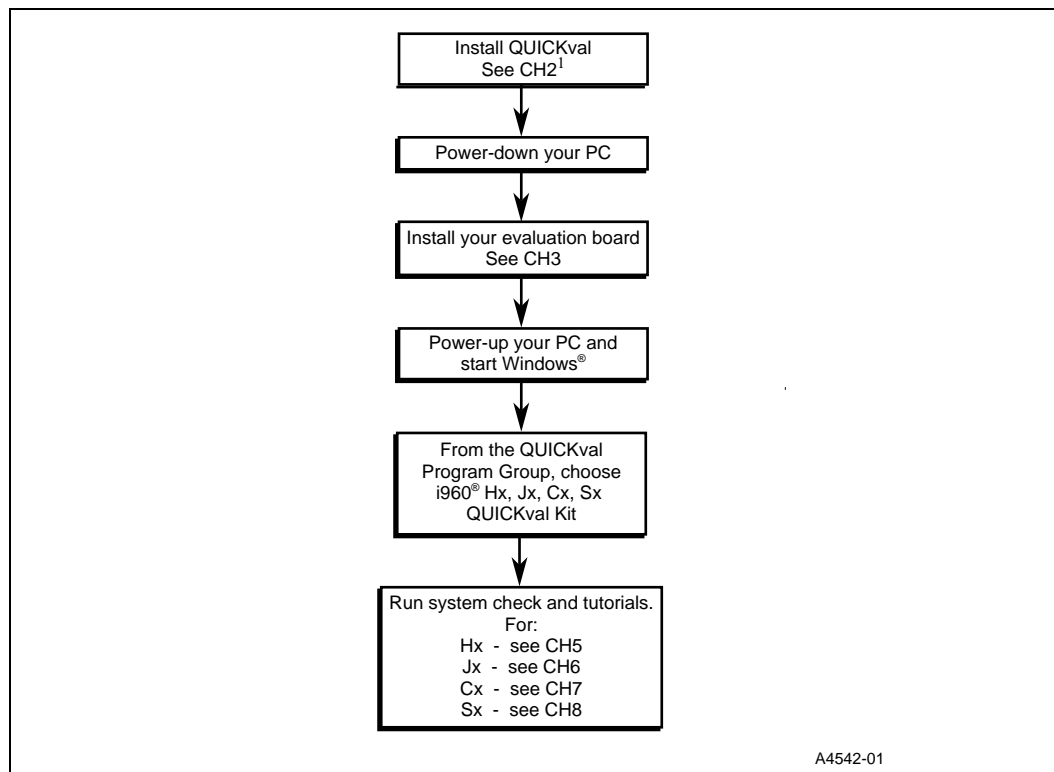 Install QUICKval
See CH2¹
Power-down your PC
Install your evaluation board
See CH3
Power-up your PC and
start Windows®
From the QUICKval
Program Group, choose
i960® Hx, Jx, Cx, Sx
QUICKval Kit
Run system check and tutorials.
For:
Hx - see CH5
Jx - see CH6
Cx - see CH7
Sx - see CH8
A4542-01